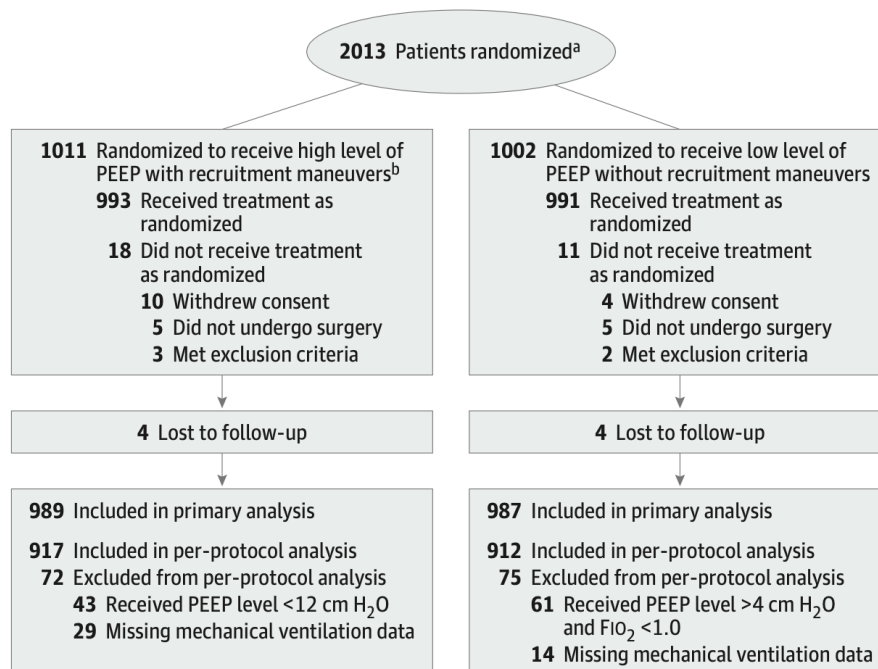 2013 Patients randomizedᵃ
1011 Randomized to receive high level of
PEEP with recruitment maneuversᵇ
993 Received treatment as
randomized
18 Did not receive treatment
as randomized
10 Withdrew consent
5 Did not undergo surgery
3 Met exclusion criteria
4 Lost to follow-up
989 Included in primary analysis
917 Included in per-protocol analysis
72 Excluded from per-protocol analysis
43 Received PEEP level <12 cm H₂O
29 Missing mechanical ventilation data
1002 Randomized to receive low level of
PEEP without recruitment maneuvers
991 Received treatment as
randomized
11 Did not receive treatment
as randomized
4 Withdrew consent
5 Did not undergo surgery
2 Met exclusion criteria
4 Lost to follow-up
987 Included in primary analysis
912 Included in per-protocol analysis
75 Excluded from per-protocol analysis
61 Received PEEP level >4 cm H₂O
and FIO₂ <1.0
14 Missing mechanical ventilation data